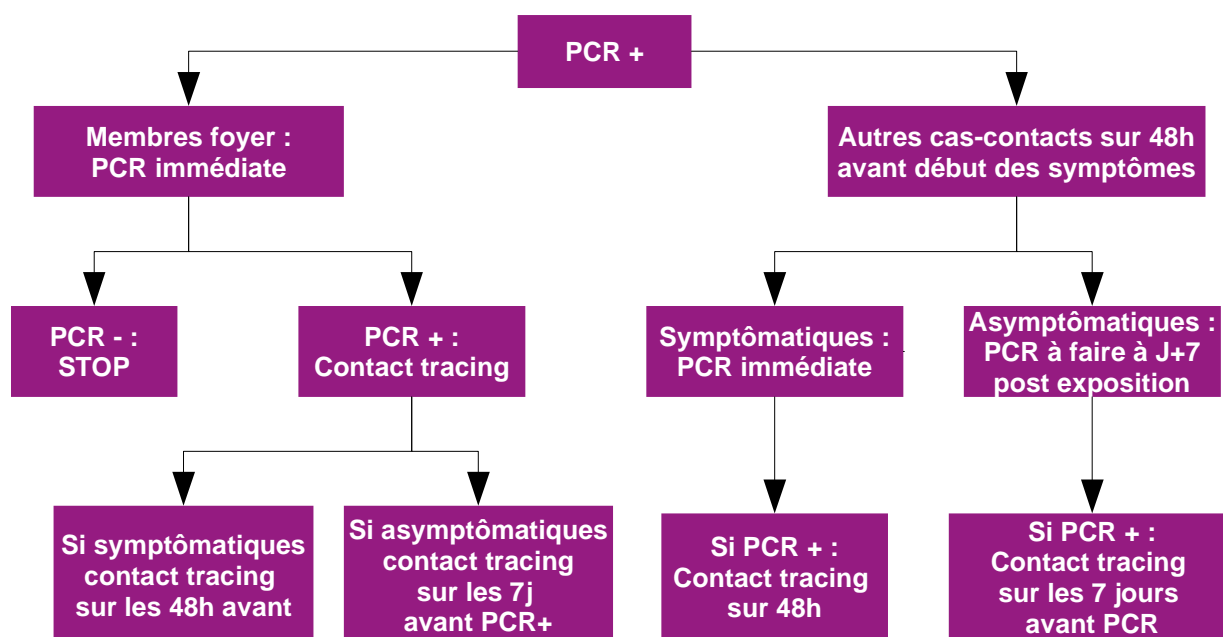 PCR +
Membres foyer :
PCR immédiate
Autres cas-contacts sur 48h
avant début des symptômes
PCR - :
STOP
PCR + :
Contact tracing
Symptômatiques :
PCR immédiate
Asymptômatiques :
PCR à faire à J+7
post exposition
Si symptômatiques
contact tracing
sur les 48h avant
Si asymptômatiques
contact tracing
sur les 7j
avant PCR+
Si PCR + :
Contact tracing
sur 48h
Si PCR + :
Contact tracing
sur les 7 jours
avant PCR